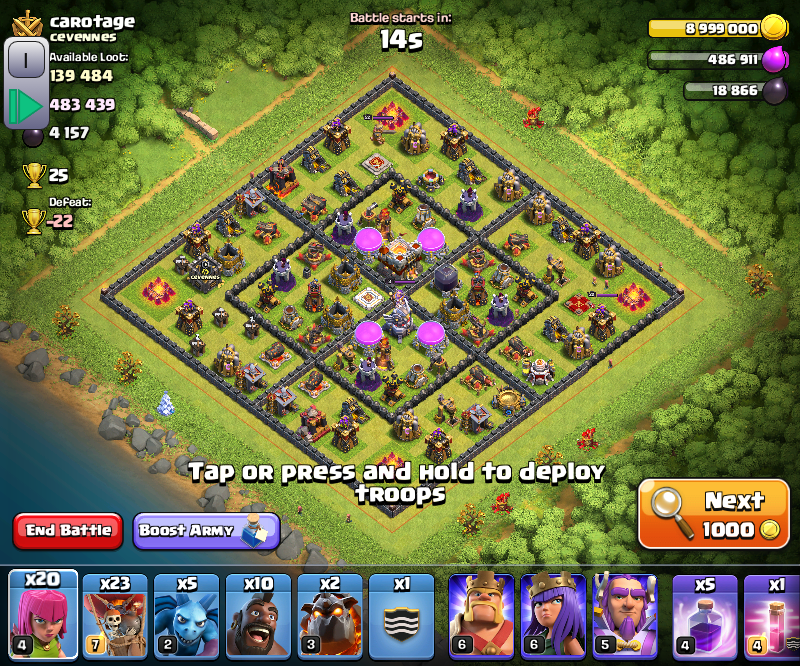 carotage
cevennes
Available Loot:
139 484
483 439
4 157
25
Defeat:
-22
Battle starts in:
14s
8 999 000
486 911
18 866
CEVENNES
Tap or press and hold to deploy
troops
End Battle
Boost Army
Next
1000
x20
x23
x5
x10
x2
x1
x5
x1
4
7
2
3
6
6
5
4
4